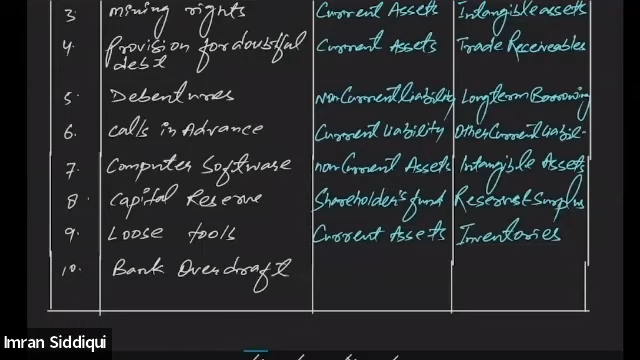 3. Mining rights Current Assets Intangible assets
4. Provision for doubtful Current Assets Trade Receivables
debt
5. Debentures Non Current Liability Long term Borrowing
6. Calls in Advance Current Liability Other Current Liabil-
7. Computer Software non Current Assets Intangible Assets
8. Capital Reserve Shareholder's fund Reserves & Surplus
9. Loose tools Current Assets Inventories
10. Bank Overdraft
Imran Siddiqui